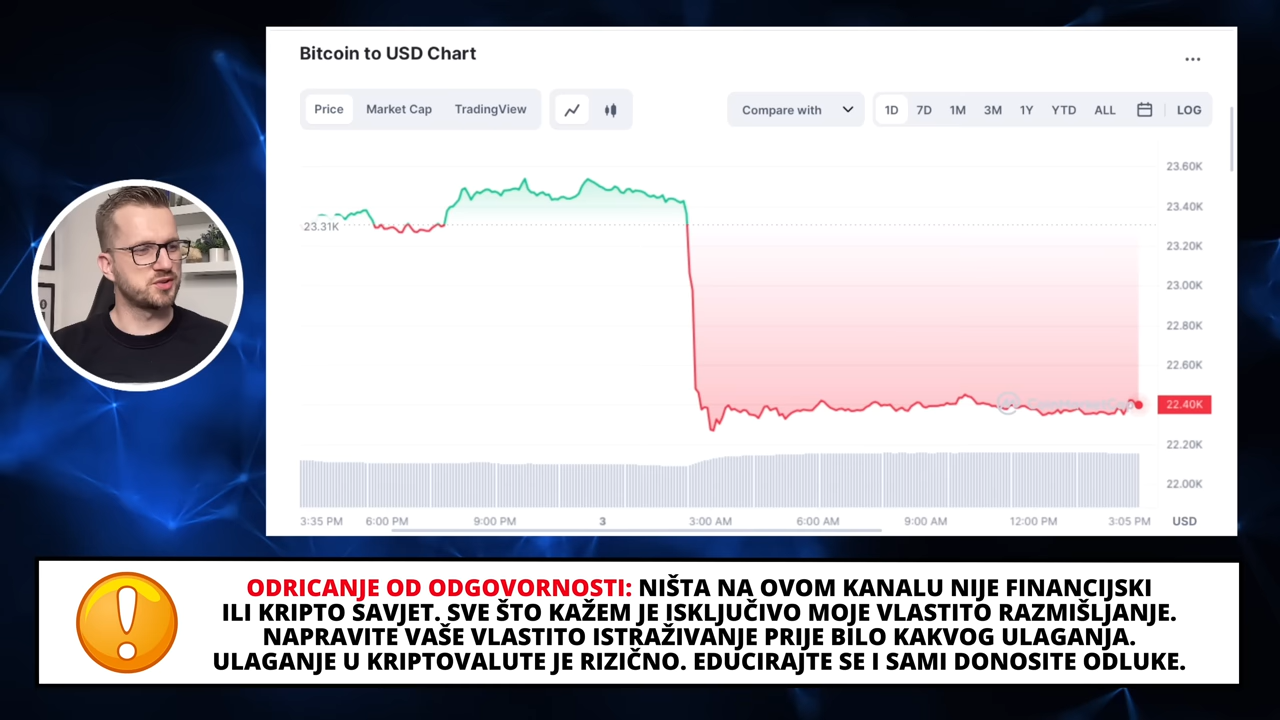 Bitcoin to USD Chart
Price Market Cap TradingView
Compare with
1D 7D 1M 3M 1Y YTD ALL LOG
23.60K
23.40K
23.31K
23.20K
23.00K
22.80K
22.60K
22.40K
CoinMarketCap
22.20K
22.00K
3:35 PM 6:00 PM 9:00 PM 3 3:00 AM 6:00 AM 9:00 AM 12:00 PM 3:05 PM USD
ODRICANJE OD ODGOVORNOSTI: NIŠTA NA OVOM KANALU NIJE FINANCIJSKI
ILI KRIPTO SAVJET. SVE ŠTO KAŽEM JE ISKLJUČIVO MOJE VLASTITO RAZMIŠLJANJE.
NAPRAVITE VAŠE VLASTITO ISTRAŽIVANJE PRIJE BILO KAKVOG ULAGANJA.
ULAGANJE U KRIPTOVALUTE JE RIZIČNO. EDUCIRAJTE SE I SAMI DONOSITE ODLUKE.